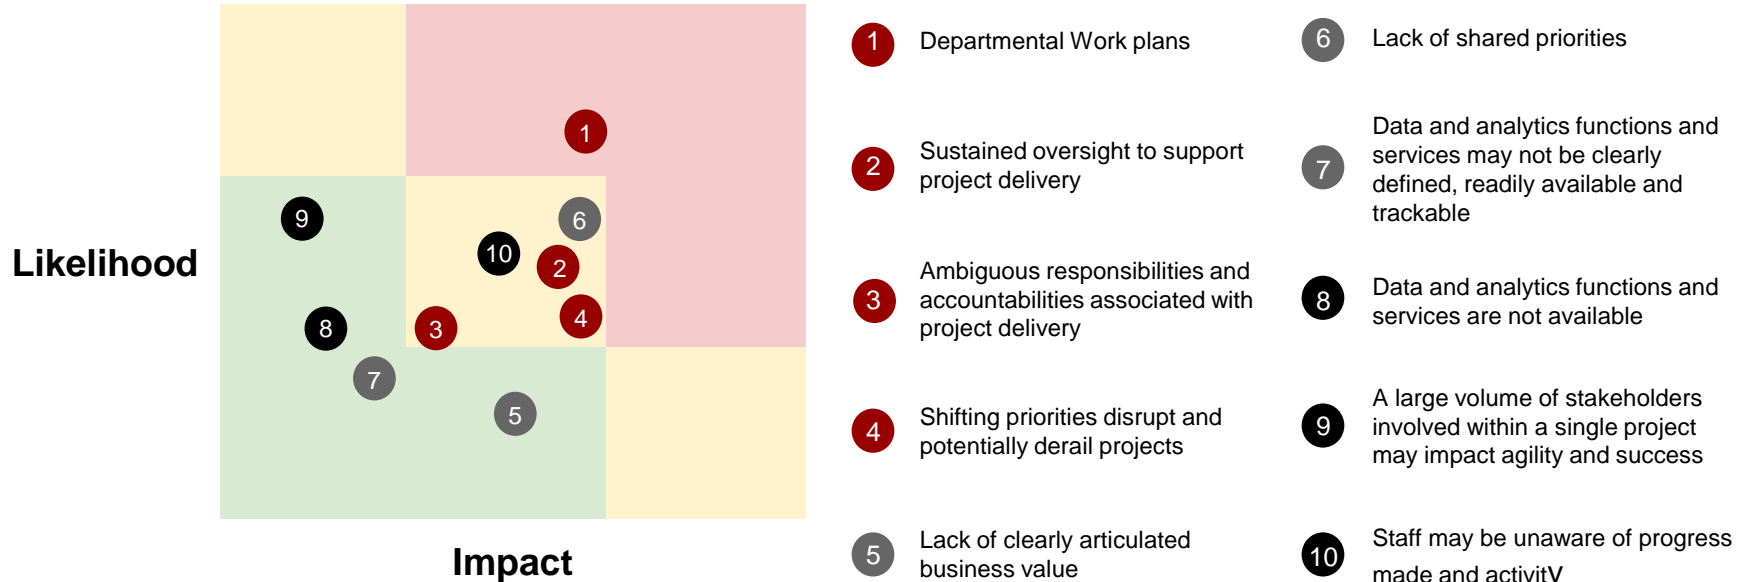 Likelihood
Impact
1
6
9
10
2
4
8
3
7
5
1 Departmental Work plans
2 Sustained oversight to support
project delivery
3 Ambiguous responsibilities and
accountabilities associated with
project delivery
4 Shifting priorities disrupt and
potentially derail projects
5 Lack of clearly articulated
business value
6 Lack of shared priorities
7 Data and analytics functions and
services may not be clearly
defined, readily available and
trackable
8 Data and analytics functions and
services are not available
9 A large volume of stakeholders
involved within a single project
may impact agility and success
10 Staff may be unaware of progress
made and activity